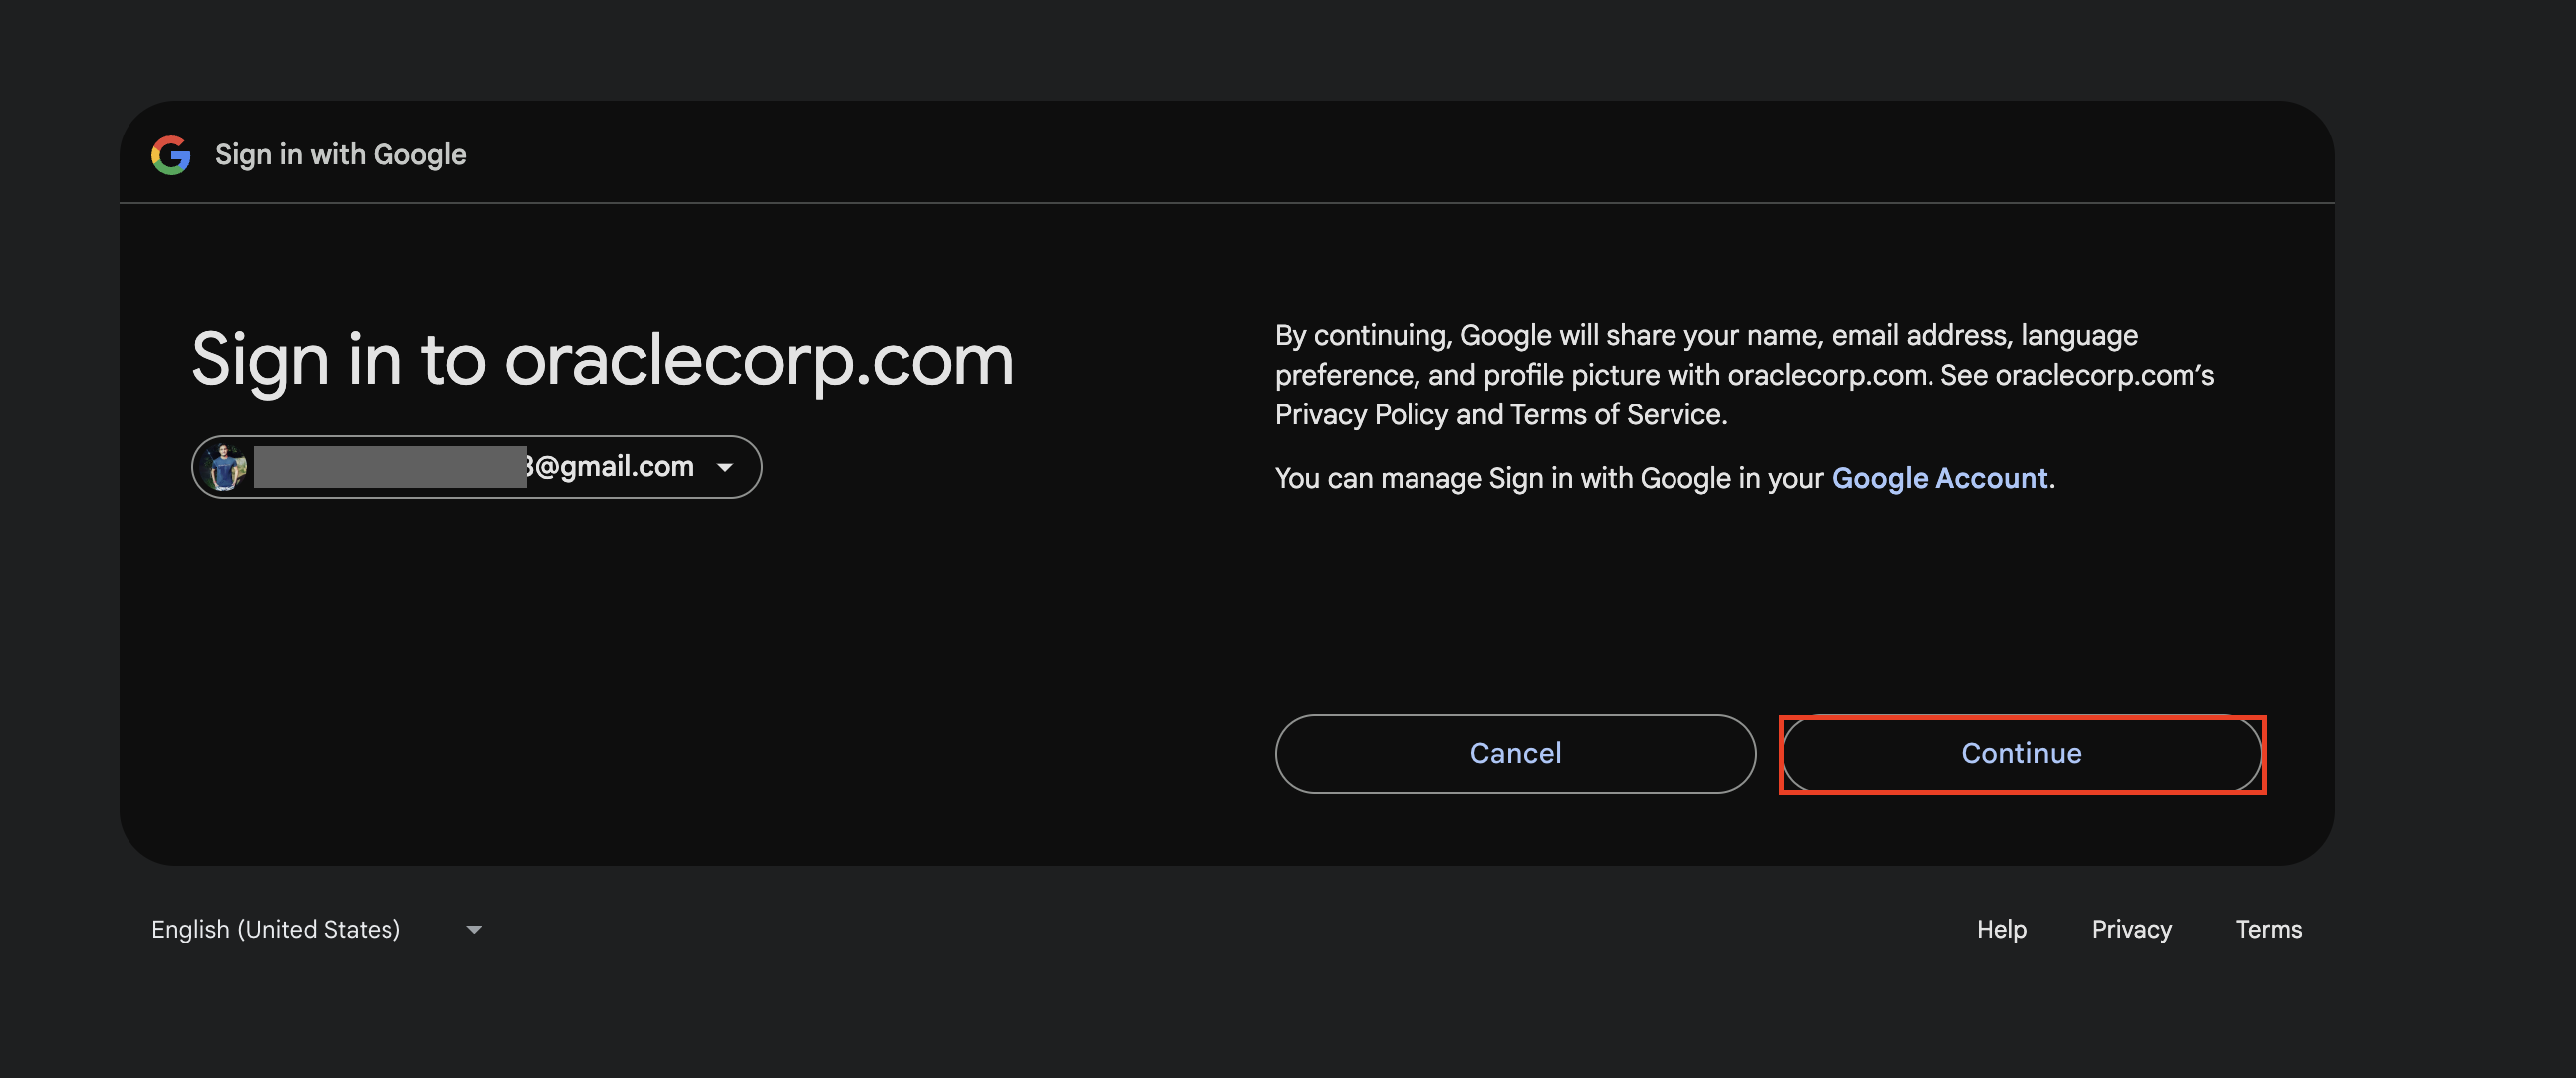 Sign in with Google
Sign in to oraclecorp.com
@gmail.com
By continuing, Google will share your name, email address, language
preference, and profile picture with oraclecorp.com. See oraclecorp.com’s
Privacy Policy and Terms of Service.
You can manage Sign in with Google in your Google Account.
Cancel
Continue
English (United States)
Help
Privacy
Terms